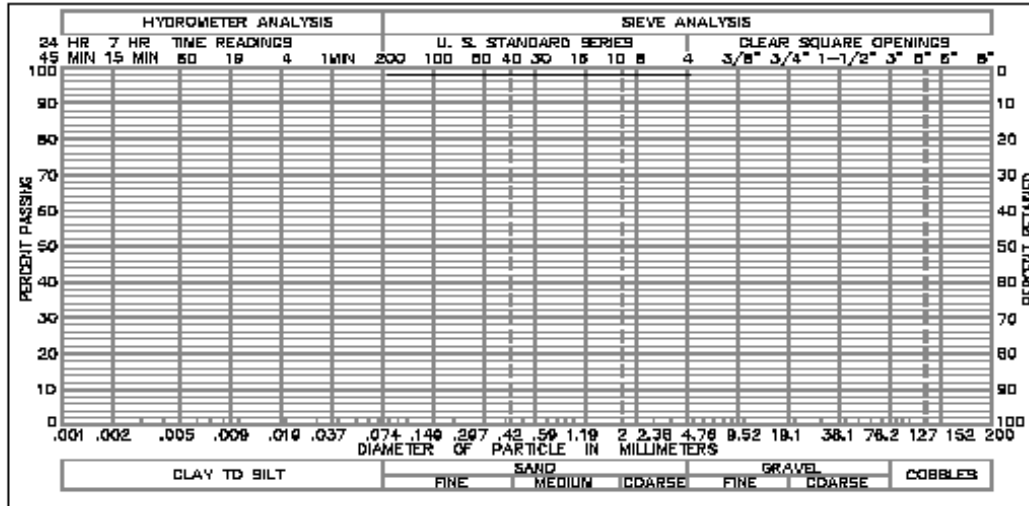 HYDROMETER ANALYSIS SIEVE ANALYSIS
24 HR 7 HR TIME READINGS U. S. STANDARD SERIES CLEAR SQUARE OPENINGS
45 MIN 15 MIN 60 19 4 1MIN 200 100 50 40 30 16 10 8 4 3/8" 3/4" 1-1/2" 3" 5" 6" 8"
100 0
90 10
80 20
70 30
60 40
50 50
40 60
30 70
20 80
10 90
0 100
PERCENT PASSING
PERCENT RETAINED
.001 .002 .005 .009 .019 .037 .074 .149 .297 .42 .59 1.19 2 2.38 4.76 9.52 19.1 38.1 76.2 127 152 200
DIAMETER OF PARTICLE IN MILLIMETERS
CLAY TO SILT SAND GRAVEL COBBLES
FINE MEDIUM COARSE FINE COARSE